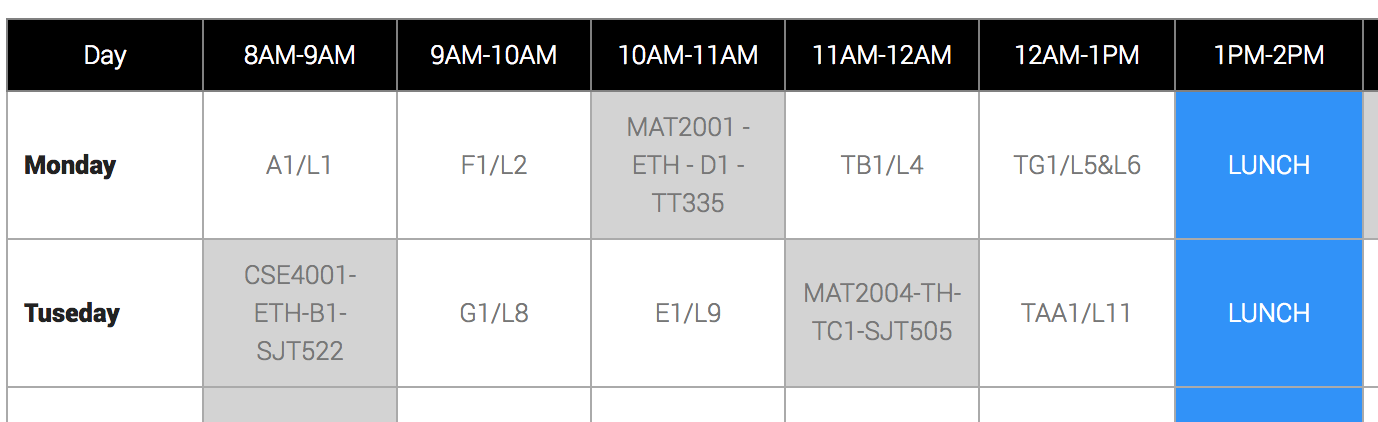 Day 8AM-9AM 9AM-10AM 10AM-11AM 11AM-12AM 12AM-1PM 1PM-2PM
Monday A1/L1 F1/L2 MAT2001 - ETH - D1 - TT335 TB1/L4 TG1/L5&L6 LUNCH
Tuseday CSE4001-ETH-B1-SJT522 G1/L8 E1/L9 MAT2004-TH-TC1-SJT505 TAA1/L11 LUNCH